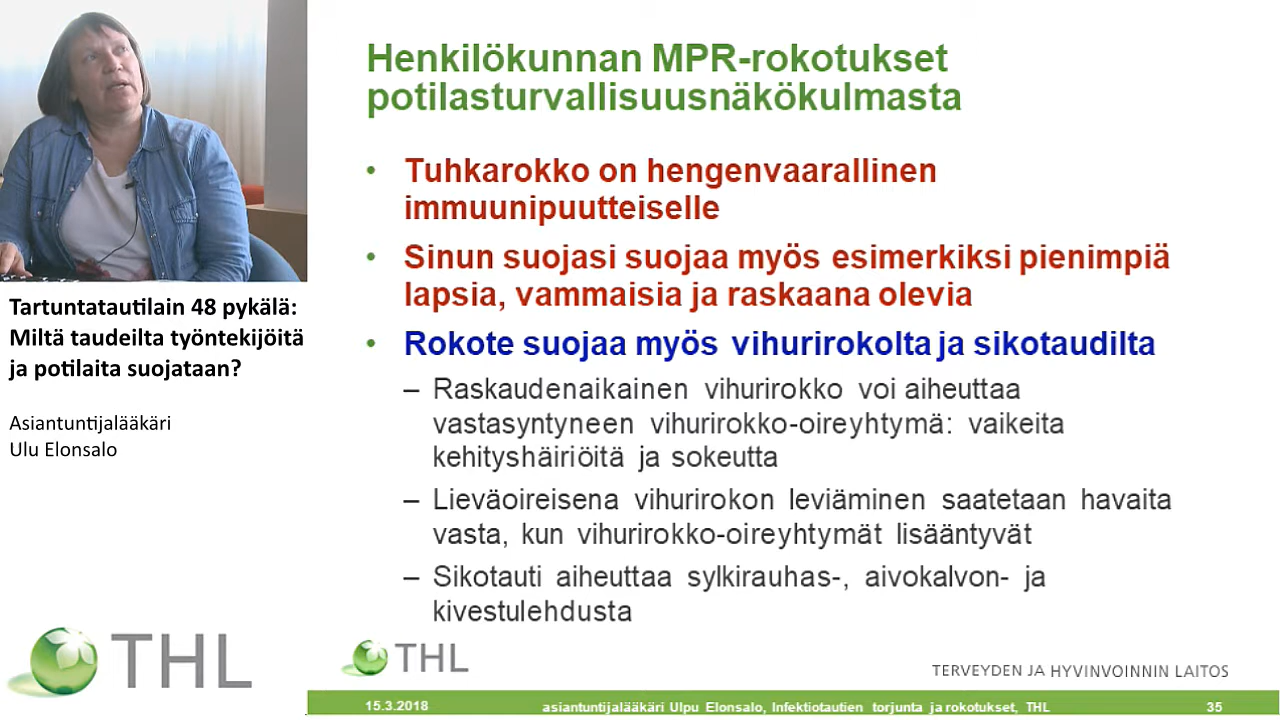 Henkilökunnan MPR-rokotukset
potilasturvallisuusnäkökulmasta
• Tuhkarokko on hengenvaarallinen
immuunipuutteiselle
• Sinun suojasi suojaa myös esimerkiksi pienimpiä
lapsia, vammaisia ja raskaana olevia
• Rokote suojaa myös vihurirokolta ja sikotaudilta
– Raskaudenaikainen vihurirokko voi aiheuttaa
vastasyntyneen vihurirokko-oireyhtymä: vaikeita
kehityshäiriöitä ja sokeutta
– Lieväoireisena vihurirokon leviäminen saatetaan havaita
vasta, kun vihurirokko-oireyhtymät lisääntyvät
– Sikotauti aiheuttaa sylkirauhas-, aivokalvon- ja
kivestulehdusta
Tartuntatautilain 48 pykälä:
Miltä taudeilta työntekijöitä
ja potilaita suojataan?
Asiantuntijalääkäri
Ulu Elonsalo
THL
THL
TERVEYDEN JA HYVINVOINNIN LAITOS
15.3.2018 asiantuntijalääkäri Ulpu Elonsalo, Infektiotautien torjunta ja rokotukset, THL 35